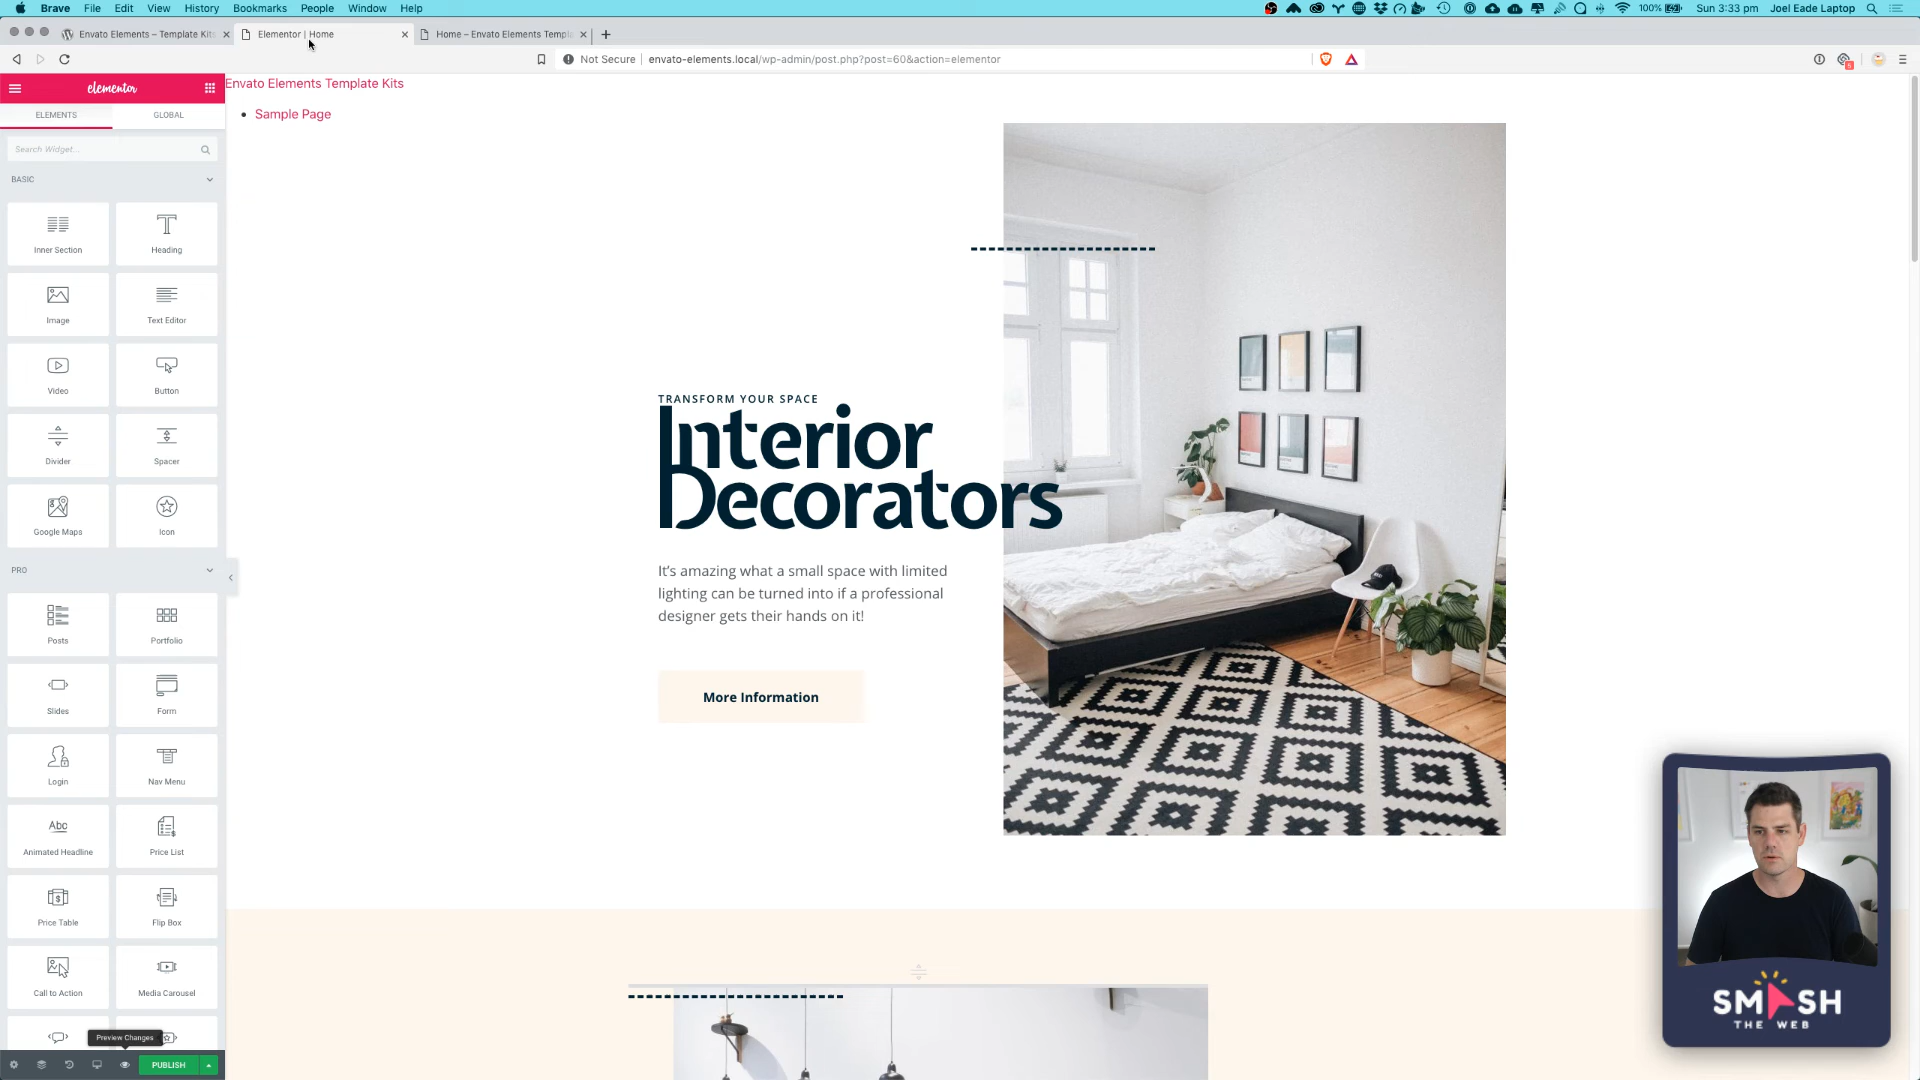 Brave File Edit View History Bookmarks People Window Help
100% Sun 3:33 pm Joel Eade Laptop
Envato Elements – Template Kits
Elementor | Home
Home – Envato Elements Templ
Not Secure envato-elements.local/wp-admin/post.php?post=60&action=elementor
elementor
ELEMENTS GLOBAL
Search Widget...
BASIC
Inner Section Heading
Image Text Editor
Video Button
Divider Spacer
Google Maps Icon
PRO
Posts Portfolio
Slides Form
Login Nav Menu
Abc
Animated Headline Price List
Price Table Flip Box
Call to Action Media Carousel
Preview Changes
PUBLISH
Envato Elements Template Kits
Sample Page
TRANSFORM YOUR SPACE
Interior
Decorators
It's amazing what a small space with limited
lighting can be turned into if a professional
designer gets their hands on it!
More Information
SMASH
THE WEB